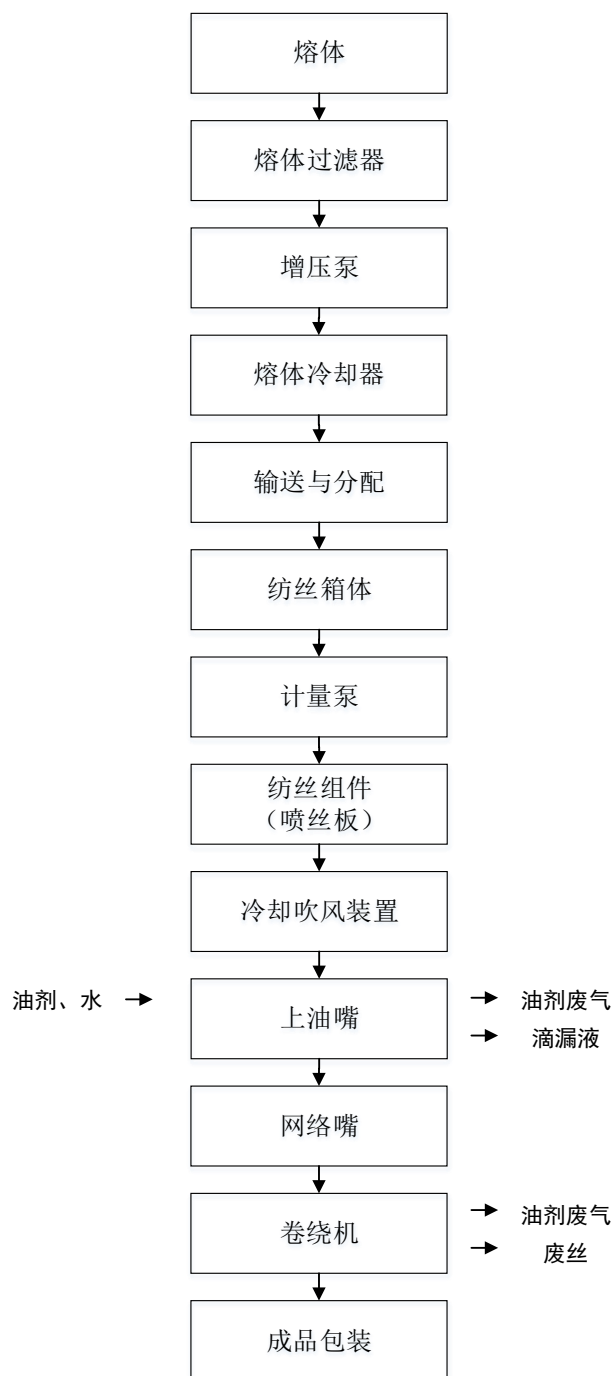 熔体
熔体过滤器
增压泵
熔体冷却器
输送与分配
纺丝箱体
计量泵
纺丝组件
（喷丝板）
冷却吹风装置
油剂、水
上油嘴
油剂废气
滴漏液
网络嘴
卷绕机
油剂废气
废丝
成品包装